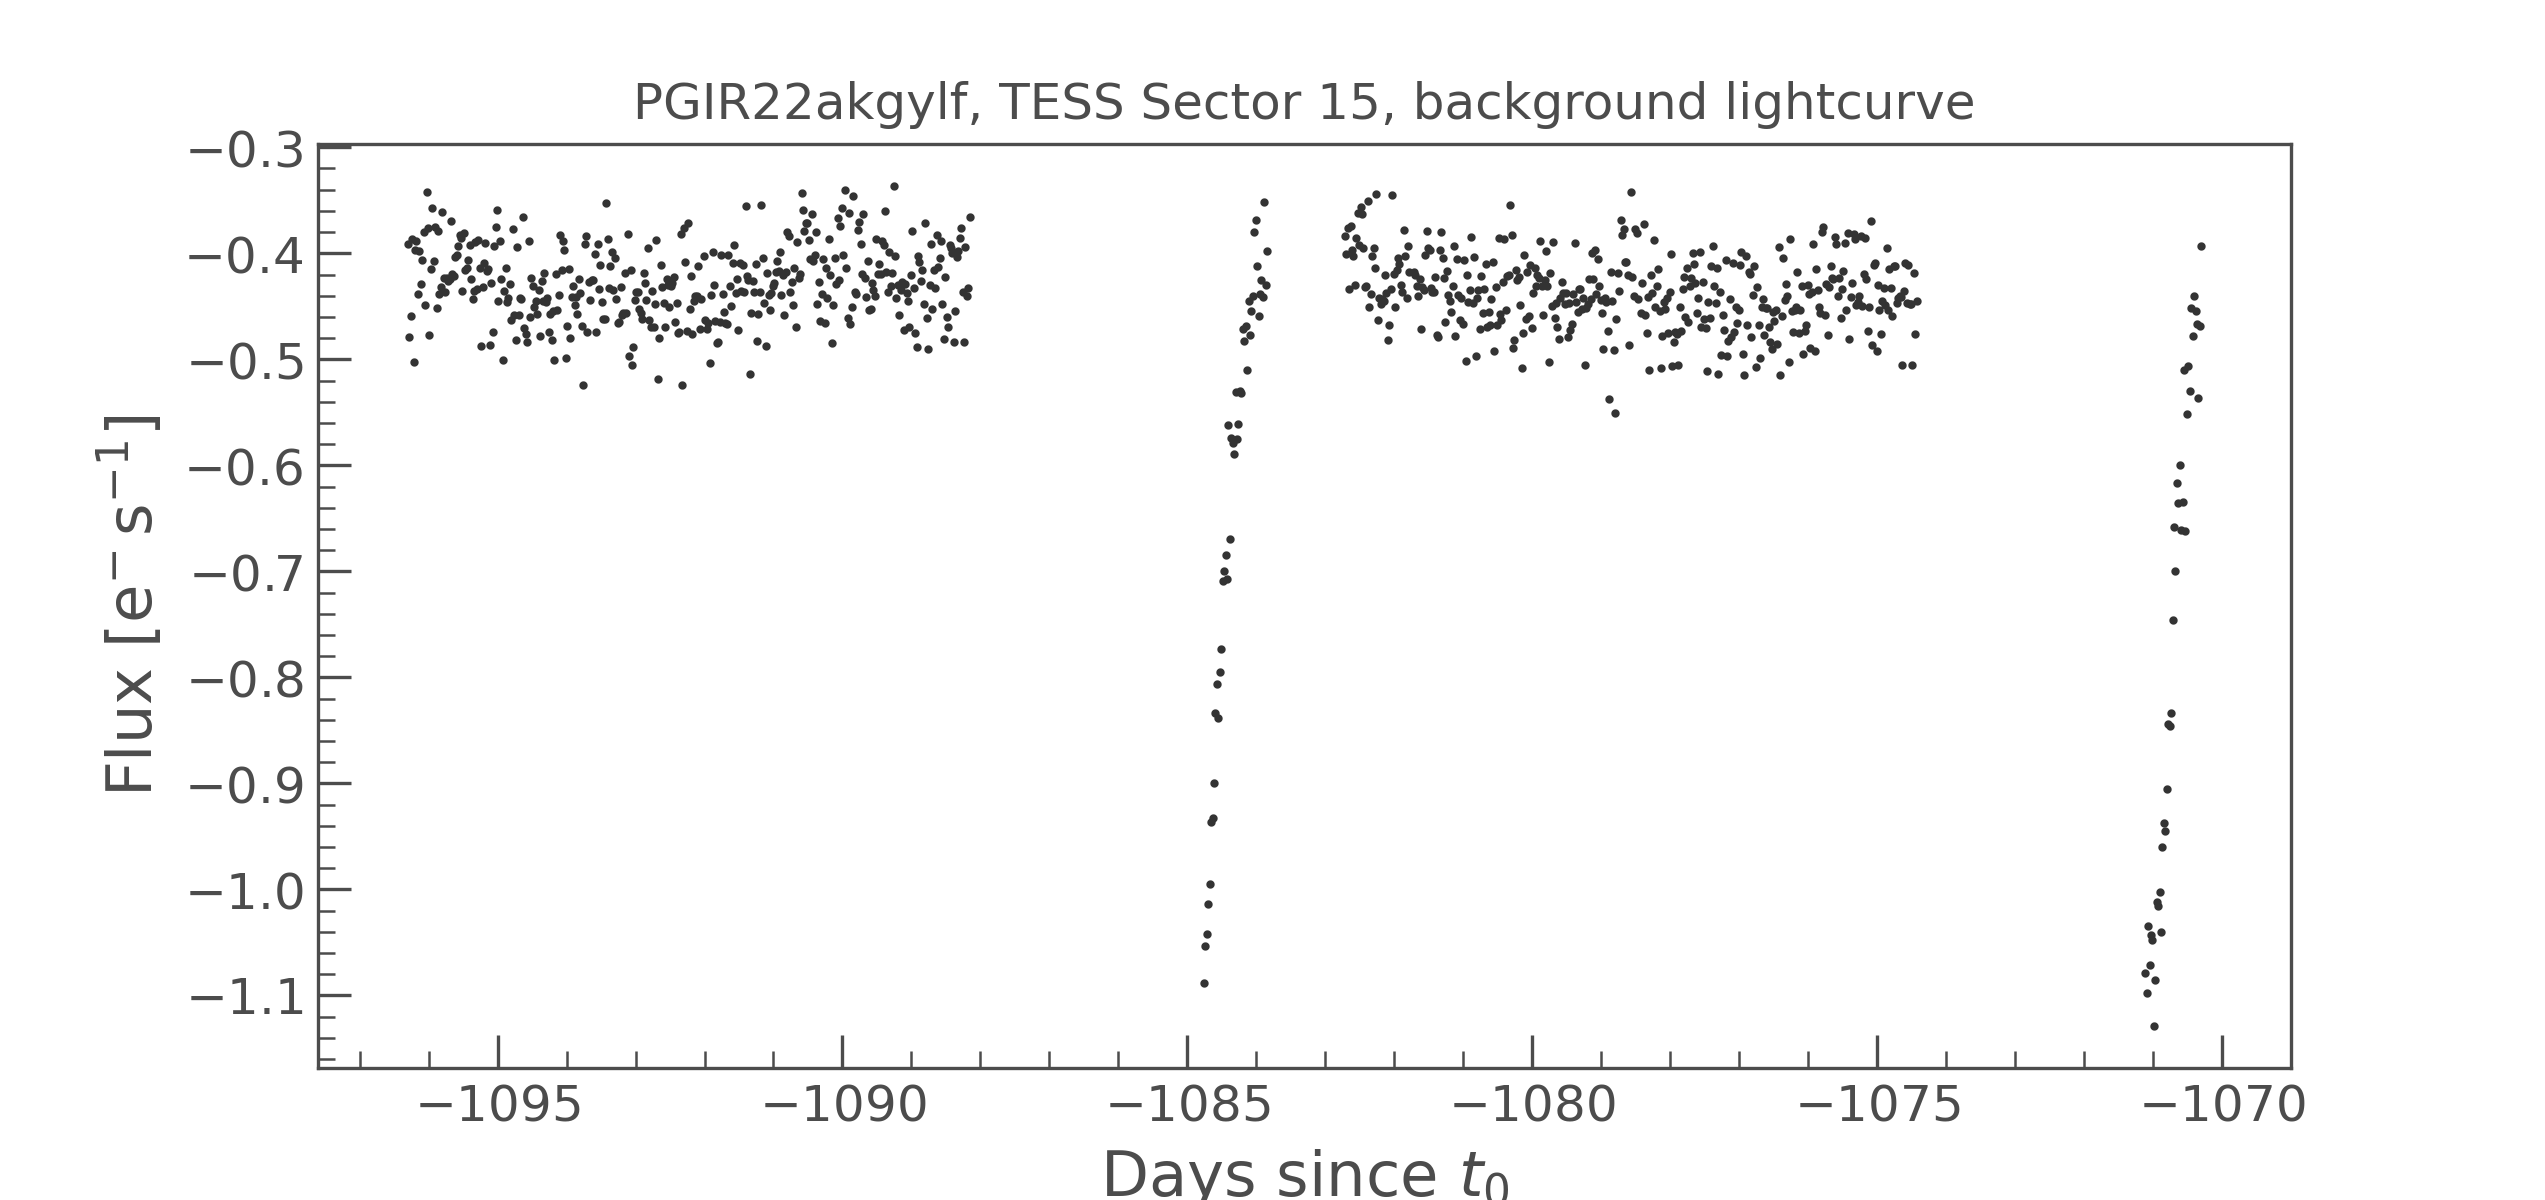 PGIR22akgylf, TESS Sector 15, background lightcurve
−0.3
−0.4
−0.5
−0.6
−0.7
−0.8
−0.9
−1.0
−1.1
Flux [e⁻ s⁻¹]
−1095 −1090 −1085 −1080 −1075 −1070
Days since t₀